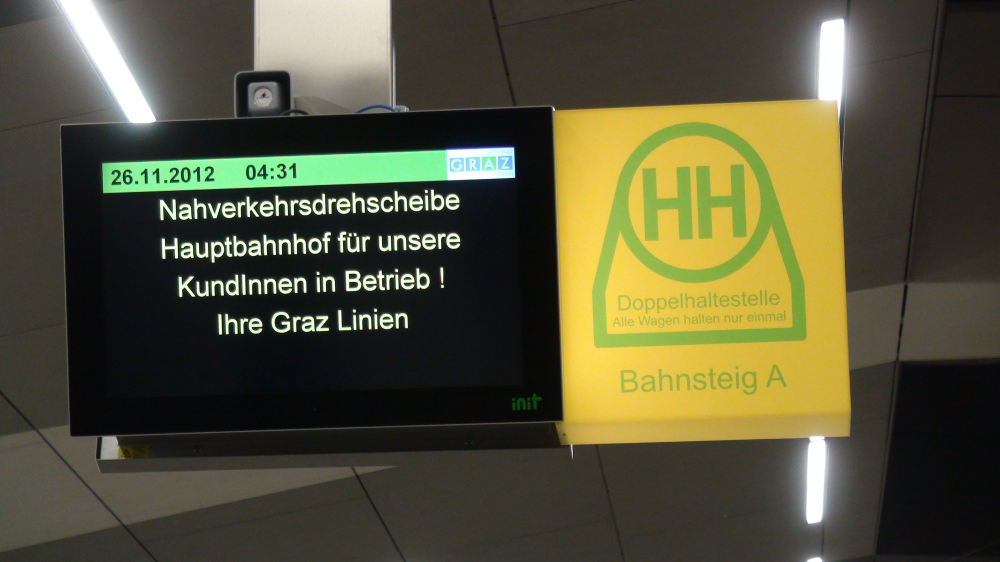 26.11.2012 04:31 GRAZ
Nahverkehrsdrehscheibe
Hauptbahnhof für unsere
KundInnen in Betrieb !
Ihre Graz Linien
init
HH
Doppelhaltestelle
Alle Wagen halten nur einmal
Bahnsteig A